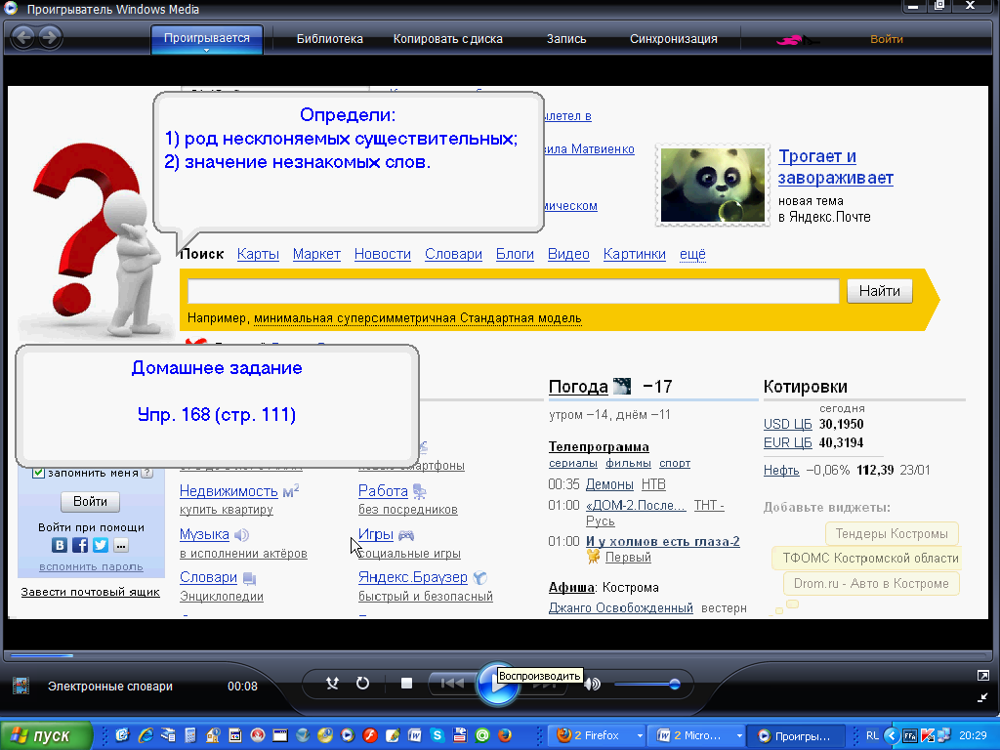 Проигрыватель Windows Media
Проигрывается
Библиотека
Копировать с диска
Запись
Синхронизация
Войти
Определи:
1) род несклоняемых существительных;
2) значение незнакомых слов.
ылетел в
вила Матвиенко
мическом
Трогает и
завораживает
новая тема
в Яндекс.Почте
Поиск Карты Маркет Новости Словари Блоги Видео Картинки ещё
Найти
Например, минимальная суперсимметричная Стандартная модель
Домашнее задание
Упр. 168 (стр. 111)
запомнить меня ?
Войти
Войти при помощи
вспомнить пароль
Завести почтовый ящик
Недвижимость м²
купить квартиру
Музыка
в исполнении актёров
Словари
Энциклопедии
смартфоны
Работа
без посредников
Игры
социальные игры
Яндекс.Браузер
быстрый и безопасный
Погода −17
утром −14, днём −11
Телепрограмма
сериалы фильмы спорт
00:35 Демоны НТВ
01:00 «ДОМ-2.После... ТНТ -
Русь
01:00 И у холмов есть глаза-2
Первый
Афиша: Кострома
Джанго Освобожденный вестерн
Котировки
сегодня
USD ЦБ 30,1950
EUR ЦБ 40,3194
Нефть −0,06% 112,39 23/01
Добавьте виджеты:
Тендеры Костромы
ТФОМС Костромской области
Drom.ru - Авто в Костроме
Электронные словари
00:08
Воспроизводить
пуск
2 Firefox
2 Micro...
Проигры...
RL
20:29